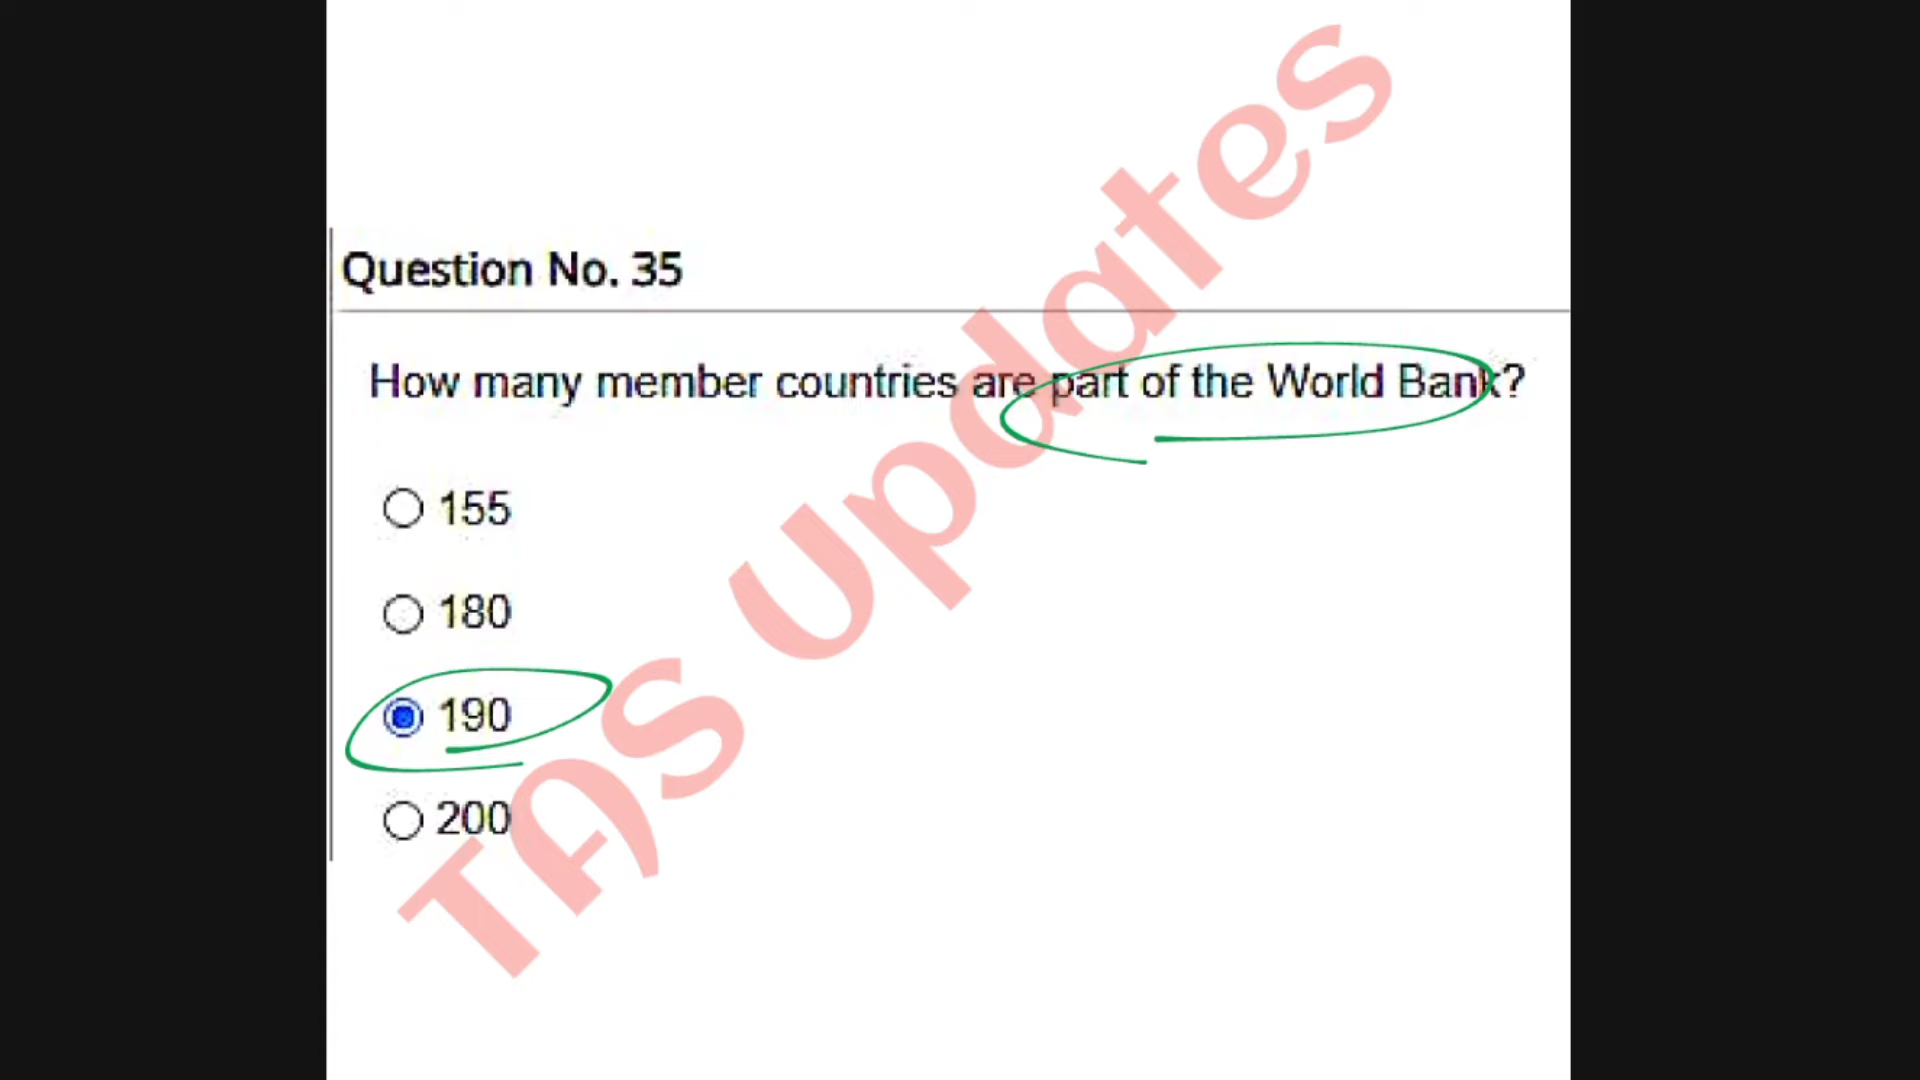 Question No. 35
How many member countries are part of the World Bank?
155
180
190
200
TAS Updates